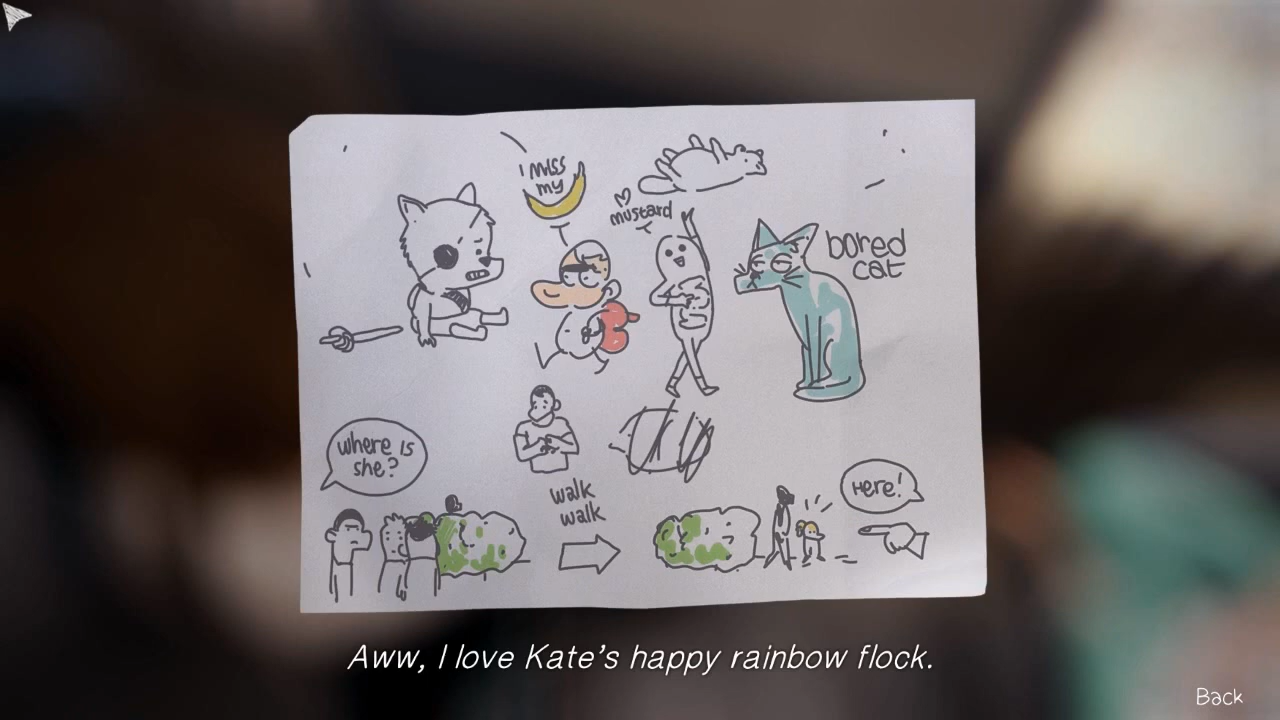 I MISS
my
mustard
bored
cat
where is
she?
walk
walk
Here!
Aww, I love Kate's happy rainbow flock.
Back